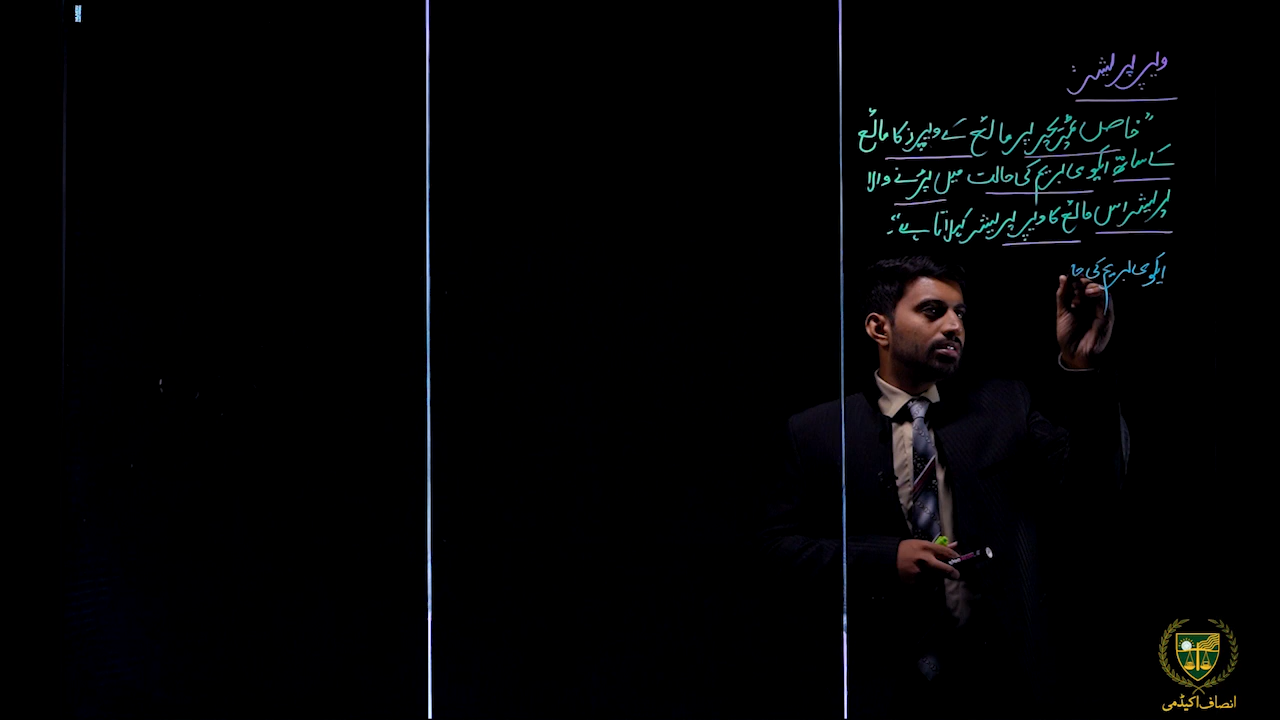 ویپر پریشر:
"خاص ٹمپریچر پر مائع کے ویپرز کا مائع
کے ساتھ ایکوی لبریم کی حالت میں پڑنے والا
پریشر اس مائع کا ویپر پریشر کہلاتا ہے"۔
ایکوی لبریم کی حا
انصاف اکیڈمی